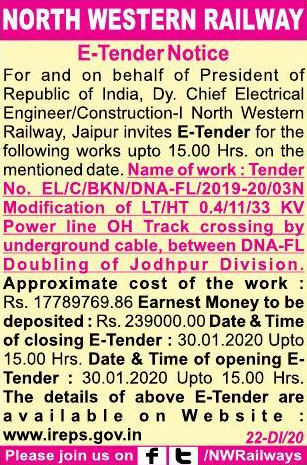 NORTH WESTERN RAILWAY
E-Tender Notice
For and on behalf of President of
Republic of India, Dy. Chief Electrical
Engineer/Construction-I North Western
Railway, Jaipur invites E-Tender for the
following works upto 15.00 Hrs. on the
mentioned date. Name of work : Tender
No. EL/C/BKN/DNA-FL/2019-20/03N
Modification of LT/HT 0.4/11/33 KV
Power line OH Track crossing by
underground cable, between DNA-FL
Doubling of Jodhpur Division.
Approximate cost of the work :
Rs. 17789769.86 Earnest Money to be
deposited : Rs. 239000.00 Date & Time
of closing E-Tender : 30.01.2020 Upto
15.00 Hrs. Date & Time of opening E-
Tender : 30.01.2020 Upto 15.00 Hrs.
The details of above E-Tender are
available on Website :
www.ireps.gov.in 22-DI/20
Please join us on f t /NWRailways